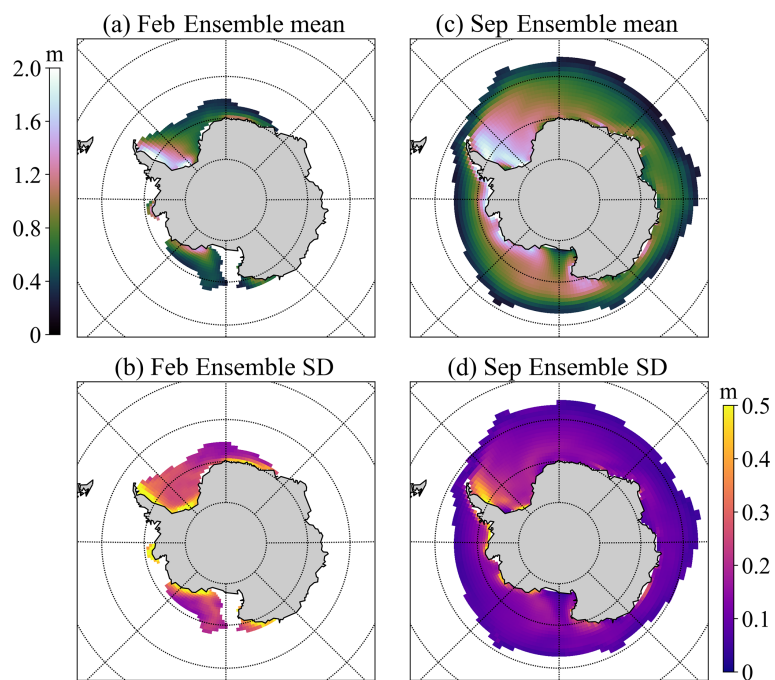 (a) Feb Ensemble mean
(c) Sep Ensemble mean
m
2.0
1.6
1.2
0.8
0.4
0
(b) Feb Ensemble SD
(d) Sep Ensemble SD
m
0.5
0.4
0.3
0.2
0.1
0